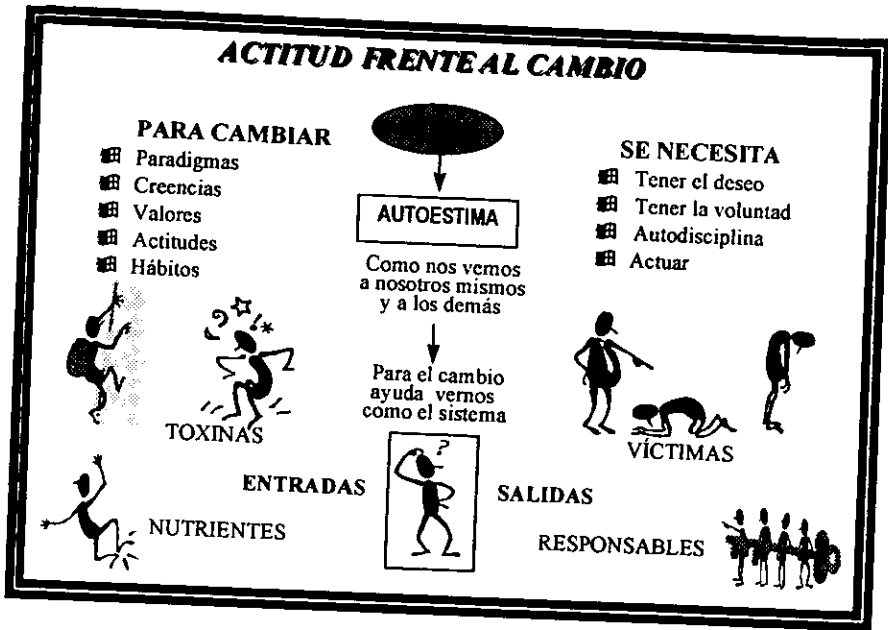 ACTITUD FRENTE AL CAMBIO
PARA CAMBIAR
Paradigmas
Creencias
Valores
Actitudes
Hábitos
AUTOESTIMA
Como nos vemos
a nosotros mismos
y a los demás
Para el cambio
ayuda vernos
como el sistema
SE NECESITA
Tener el deseo
Tener la voluntad
Autodisciplina
Actuar
TOXINAS
VÍCTIMAS
ENTRADAS
?
SALIDAS
NUTRIENTES
RESPONSABLES